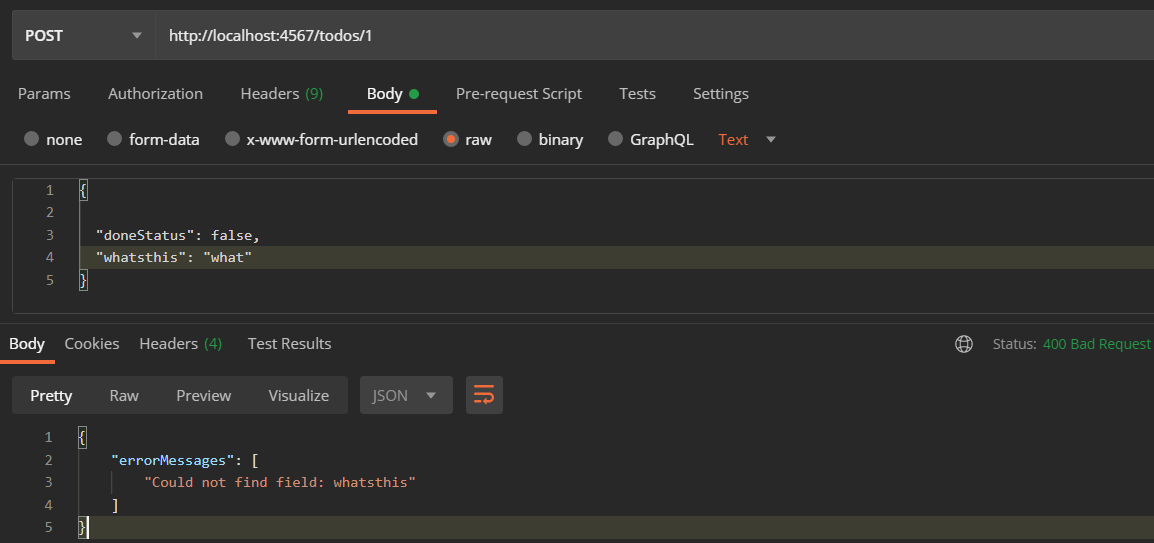 POST http://localhost:4567/todos/1
Params Authorization Headers (9) Body Pre-request Script Tests Settings
none form-data x-www-form-urlencoded raw binary GraphQL Text
1 {
2
3 "doneStatus": false,
4 "whatsthis": "what"
5 }
Body Cookies Headers (4) Test Results Status: 400 Bad Request
Pretty Raw Preview Visualize JSON
1 {
2 "errorMessages": [
3 "Could not find field: whatsthis"
4 ]
5 }